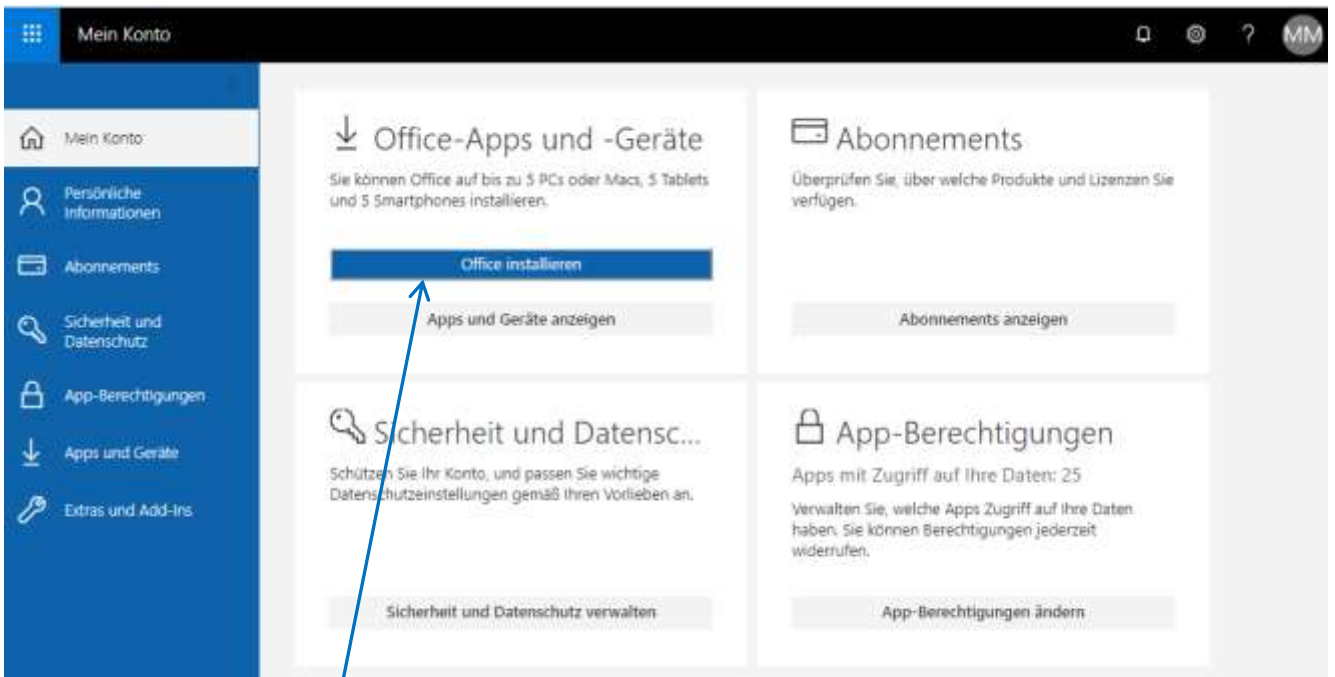 Mein Konto
?
MM
Mein Konto
Persönliche
Informationen
Abonnements
Sicherheit und
Datenschutz
App-Berechtigungen
Apps und Geräte
Extras und Add-Ins
Office-Apps und -Geräte
Sie können Office auf bis zu 5 PCs oder Macs, 5 Tablets
und 5 Smartphones installieren.
Office installieren
Apps und Geräte anzeigen
Abonnements
Überprüfen Sie, über welche Produkte und Lizenzen Sie
verfügen.
Abonnements anzeigen
Sicherheit und Datensc...
Schützen Sie Ihr Konto, und passen Sie wichtige
Datenschutzeinstellungen gemäß Ihren Vorlieben an.
Sicherheit und Datenschutz verwalten
App-Berechtigungen
Apps mit Zugriff auf Ihre Daten: 25
Verwalten Sie, welche Apps Zugriff auf Ihre Daten
haben. Sie können Berechtigungen jederzeit
widerrufen.
App-Berechtigungen ändern